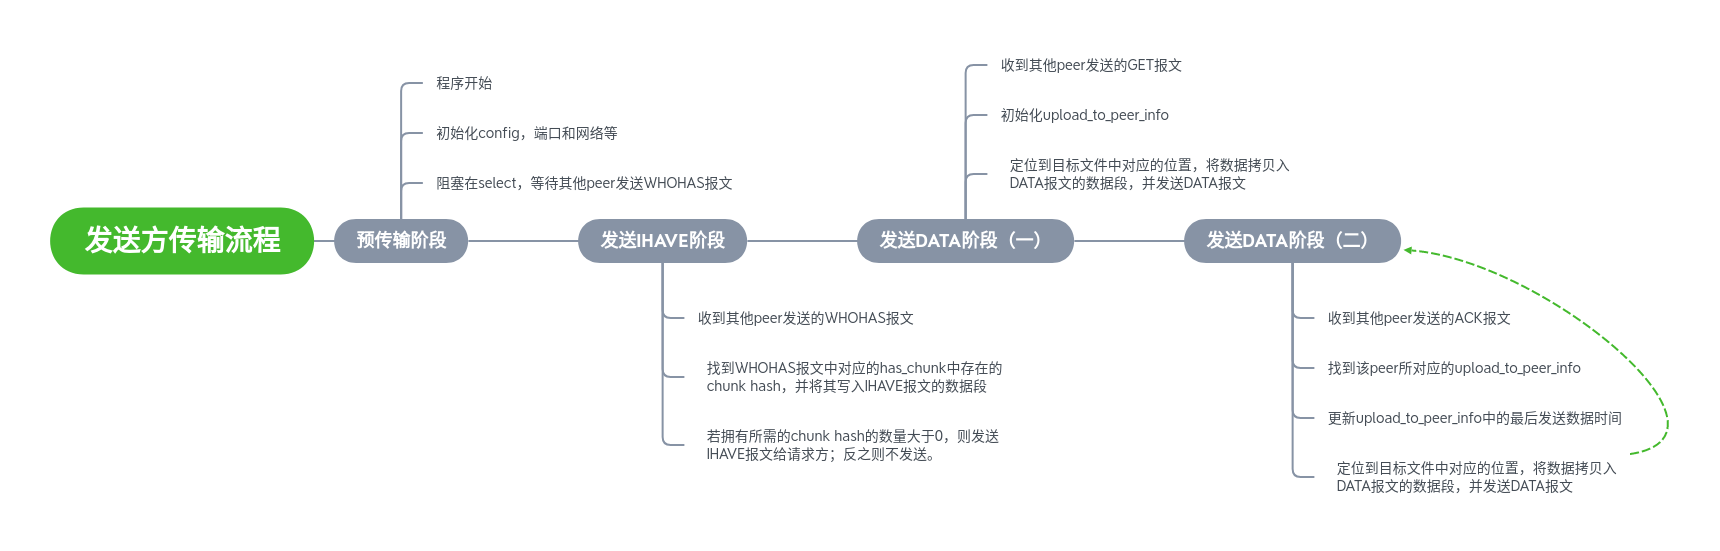 发送方传输流程
预传输阶段
程序开始
初始化config，端口和网络等
阻塞在select，等待其他peer发送WHOHAS报文
发送IHAVE阶段
收到其他peer发送的WHOHAS报文
找到WHOHAS报文中对应的has_chunk中存在的
chunk hash，并将其写入IHAVE报文的数据段
若拥有所需的chunk hash的数量大于0，则发送
IHAVE报文给请求方；反之则不发送。
发送DATA阶段（一）
收到其他peer发送的GET报文
初始化upload_to_peer_info
定位到目标文件中对应的位置，将数据拷贝入
DATA报文的数据段，并发送DATA报文
发送DATA阶段（二）
收到其他peer发送的ACK报文
找到该peer所对应的upload_to_peer_info
更新upload_to_peer_info中的最后发送数据时间
定位到目标文件中对应的位置，将数据拷贝入
DATA报文的数据段，并发送DATA报文